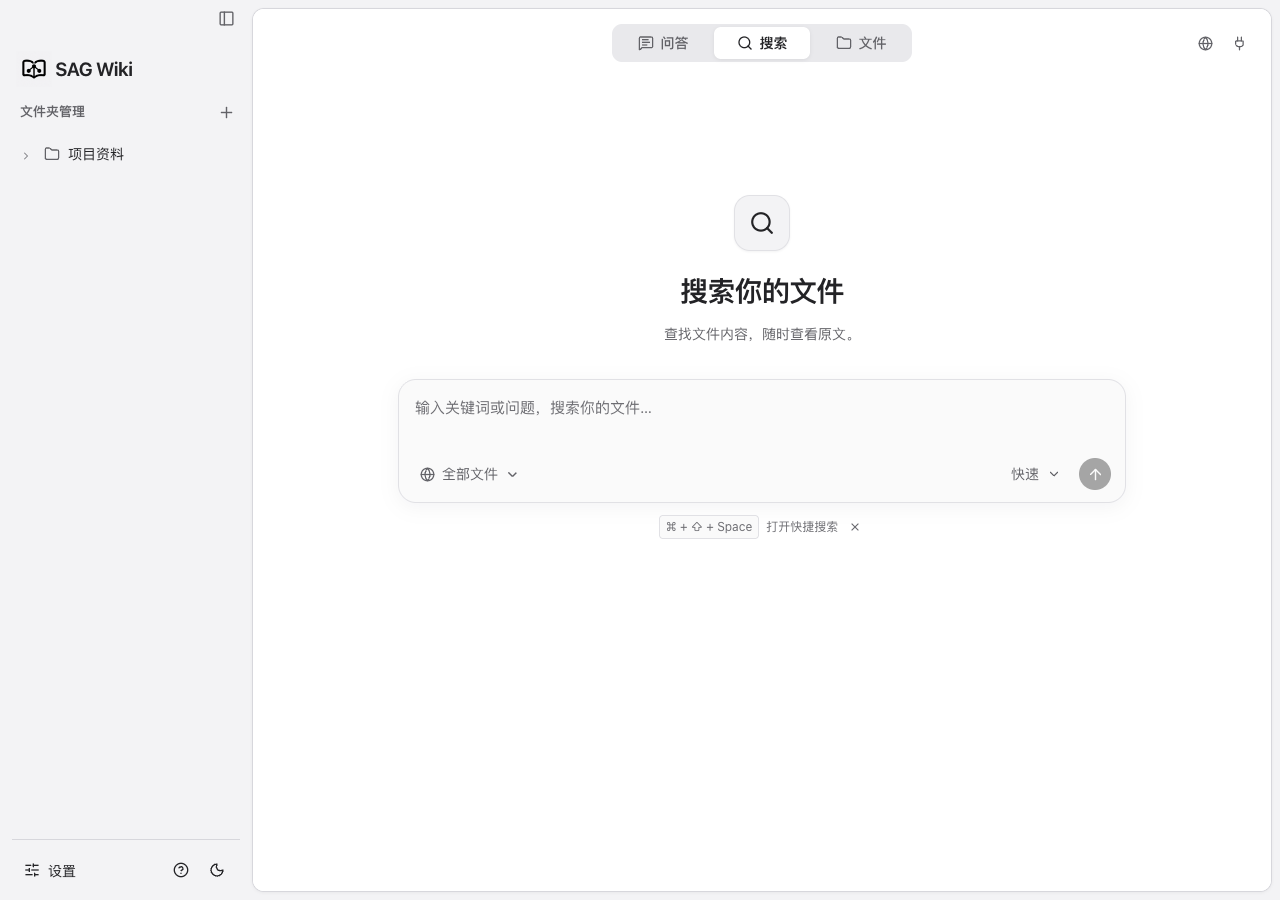 SAG Wiki
文件夹管理
项目资料
设置
问答
搜索
文件
搜索你的文件
查找文件内容，随时查看原文。
输入关键词或问题，搜索你的文件...
全部文件
快速
⌘ + ⇧ + Space 打开快捷搜索